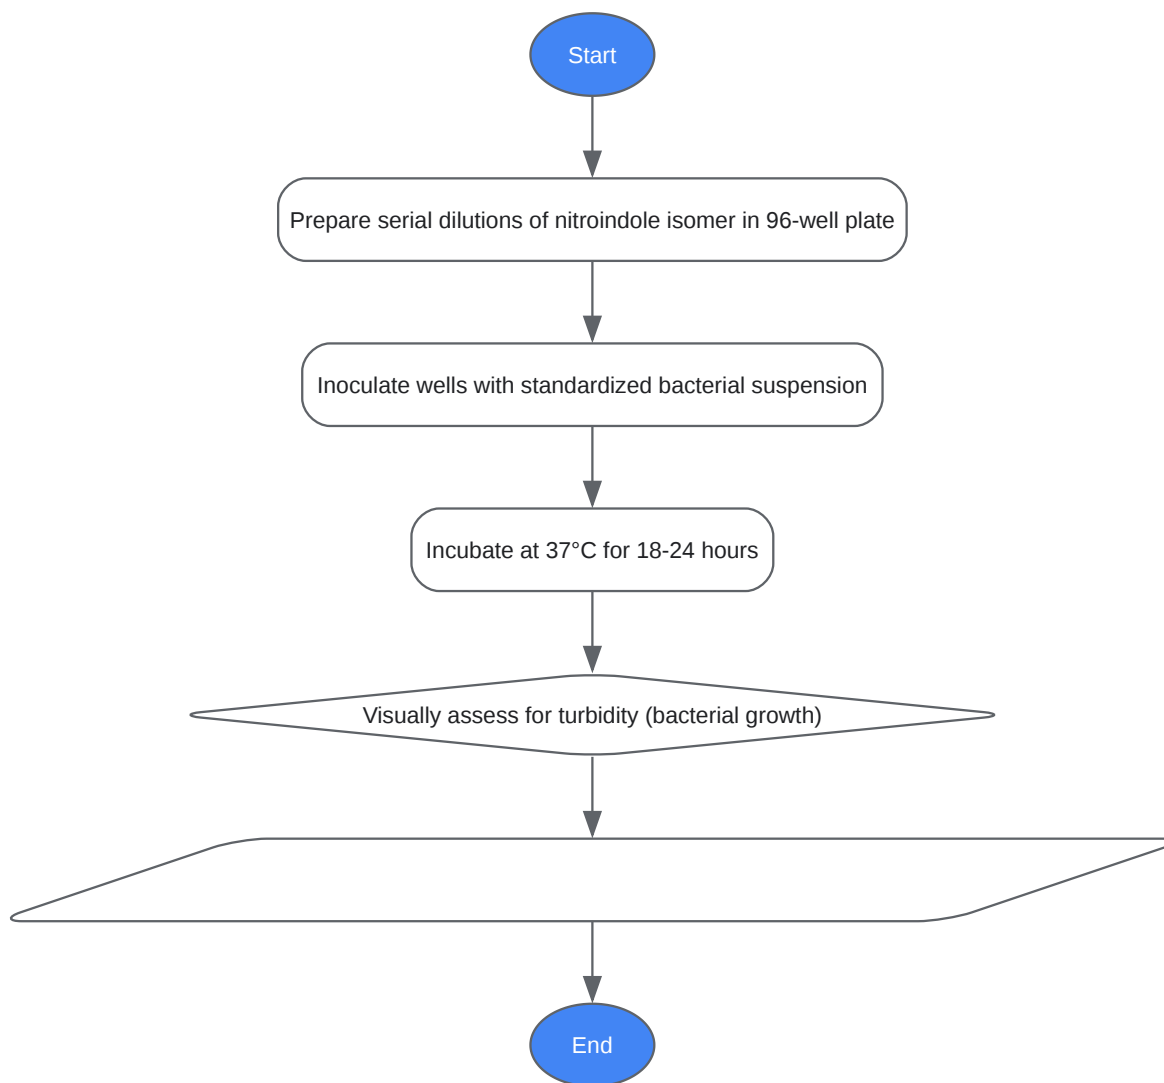 Start
Prepare serial dilutions of nitroindole isomer in 96-well plate
Inoculate wells with standardized bacterial suspension
Incubate at 37°C for 18-24 hours
Visually assess for turbidity (bacterial growth)
End